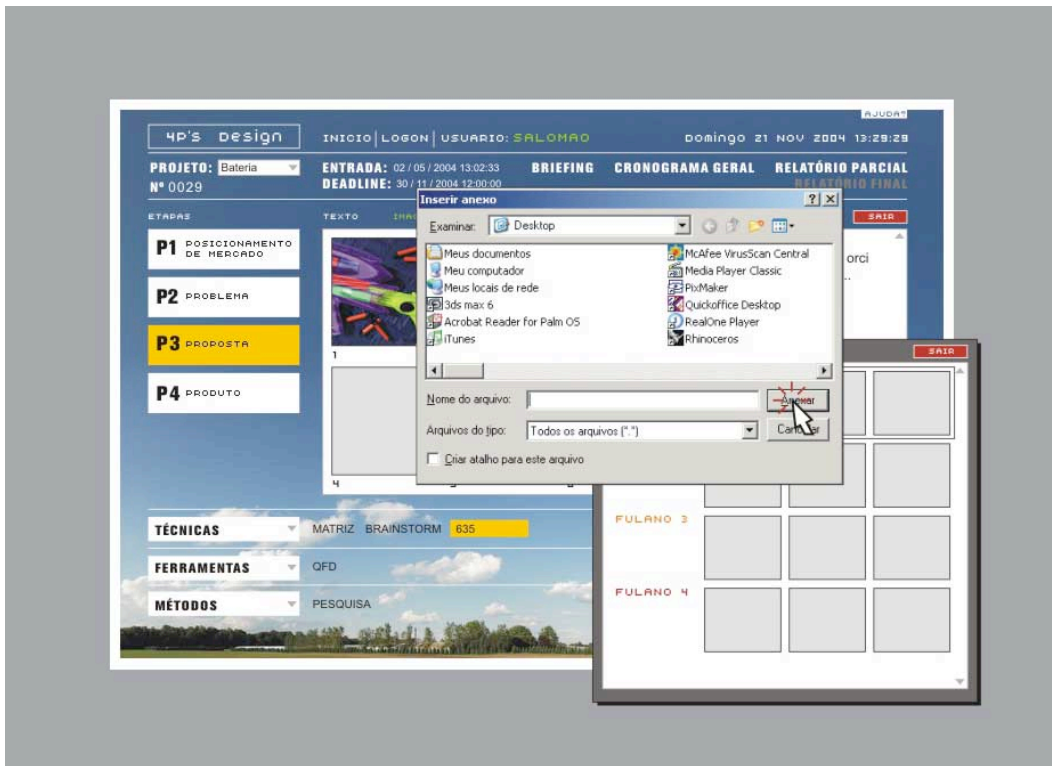 AJUDA?
4P's Design
INICIO | LOGON | USUARIO: SALOMAO
Domingo 21 NOV 2004 13:29:29
PROJETO: Bateria
Nº 0029
ENTRADA: 02 / 05 / 2004 13:02:33
DEADLINE: 30 / 11 / 2004 12:00:00
BRIEFING
CRONOGRAMA GERAL
RELATÓRIO PARCIAL
RELATÓRIO FINAL
ETAPAS
TEXTO
SAIR
P1 POSICIONAMENTO
DE MERCADO
P2 PROBLEMA
P3 PROPOSTA
P4 PRODUTO
1
4
orci
Inserir anexo
Examinar: Desktop
Meus documentos
Meu computador
Meus locais de rede
3ds max 6
Acrobat Reader for Palm OS
iTunes
McAfee VirusScan Central
Media Player Classic
PixMaker
Quickoffice Desktop
RealOne Player
Rhinoceros
Nome do arquivo:
Anexar
Arquivos do tipo: Todos os arquivos (".")
Cancelar
Criar atalho para este arquivo
SAIR
FULANO 3
FULANO 4
TÉCNICAS
MATRIZ BRAINSTORM 635
FERRAMENTAS
QFD
MÉTODOS
PESQUISA